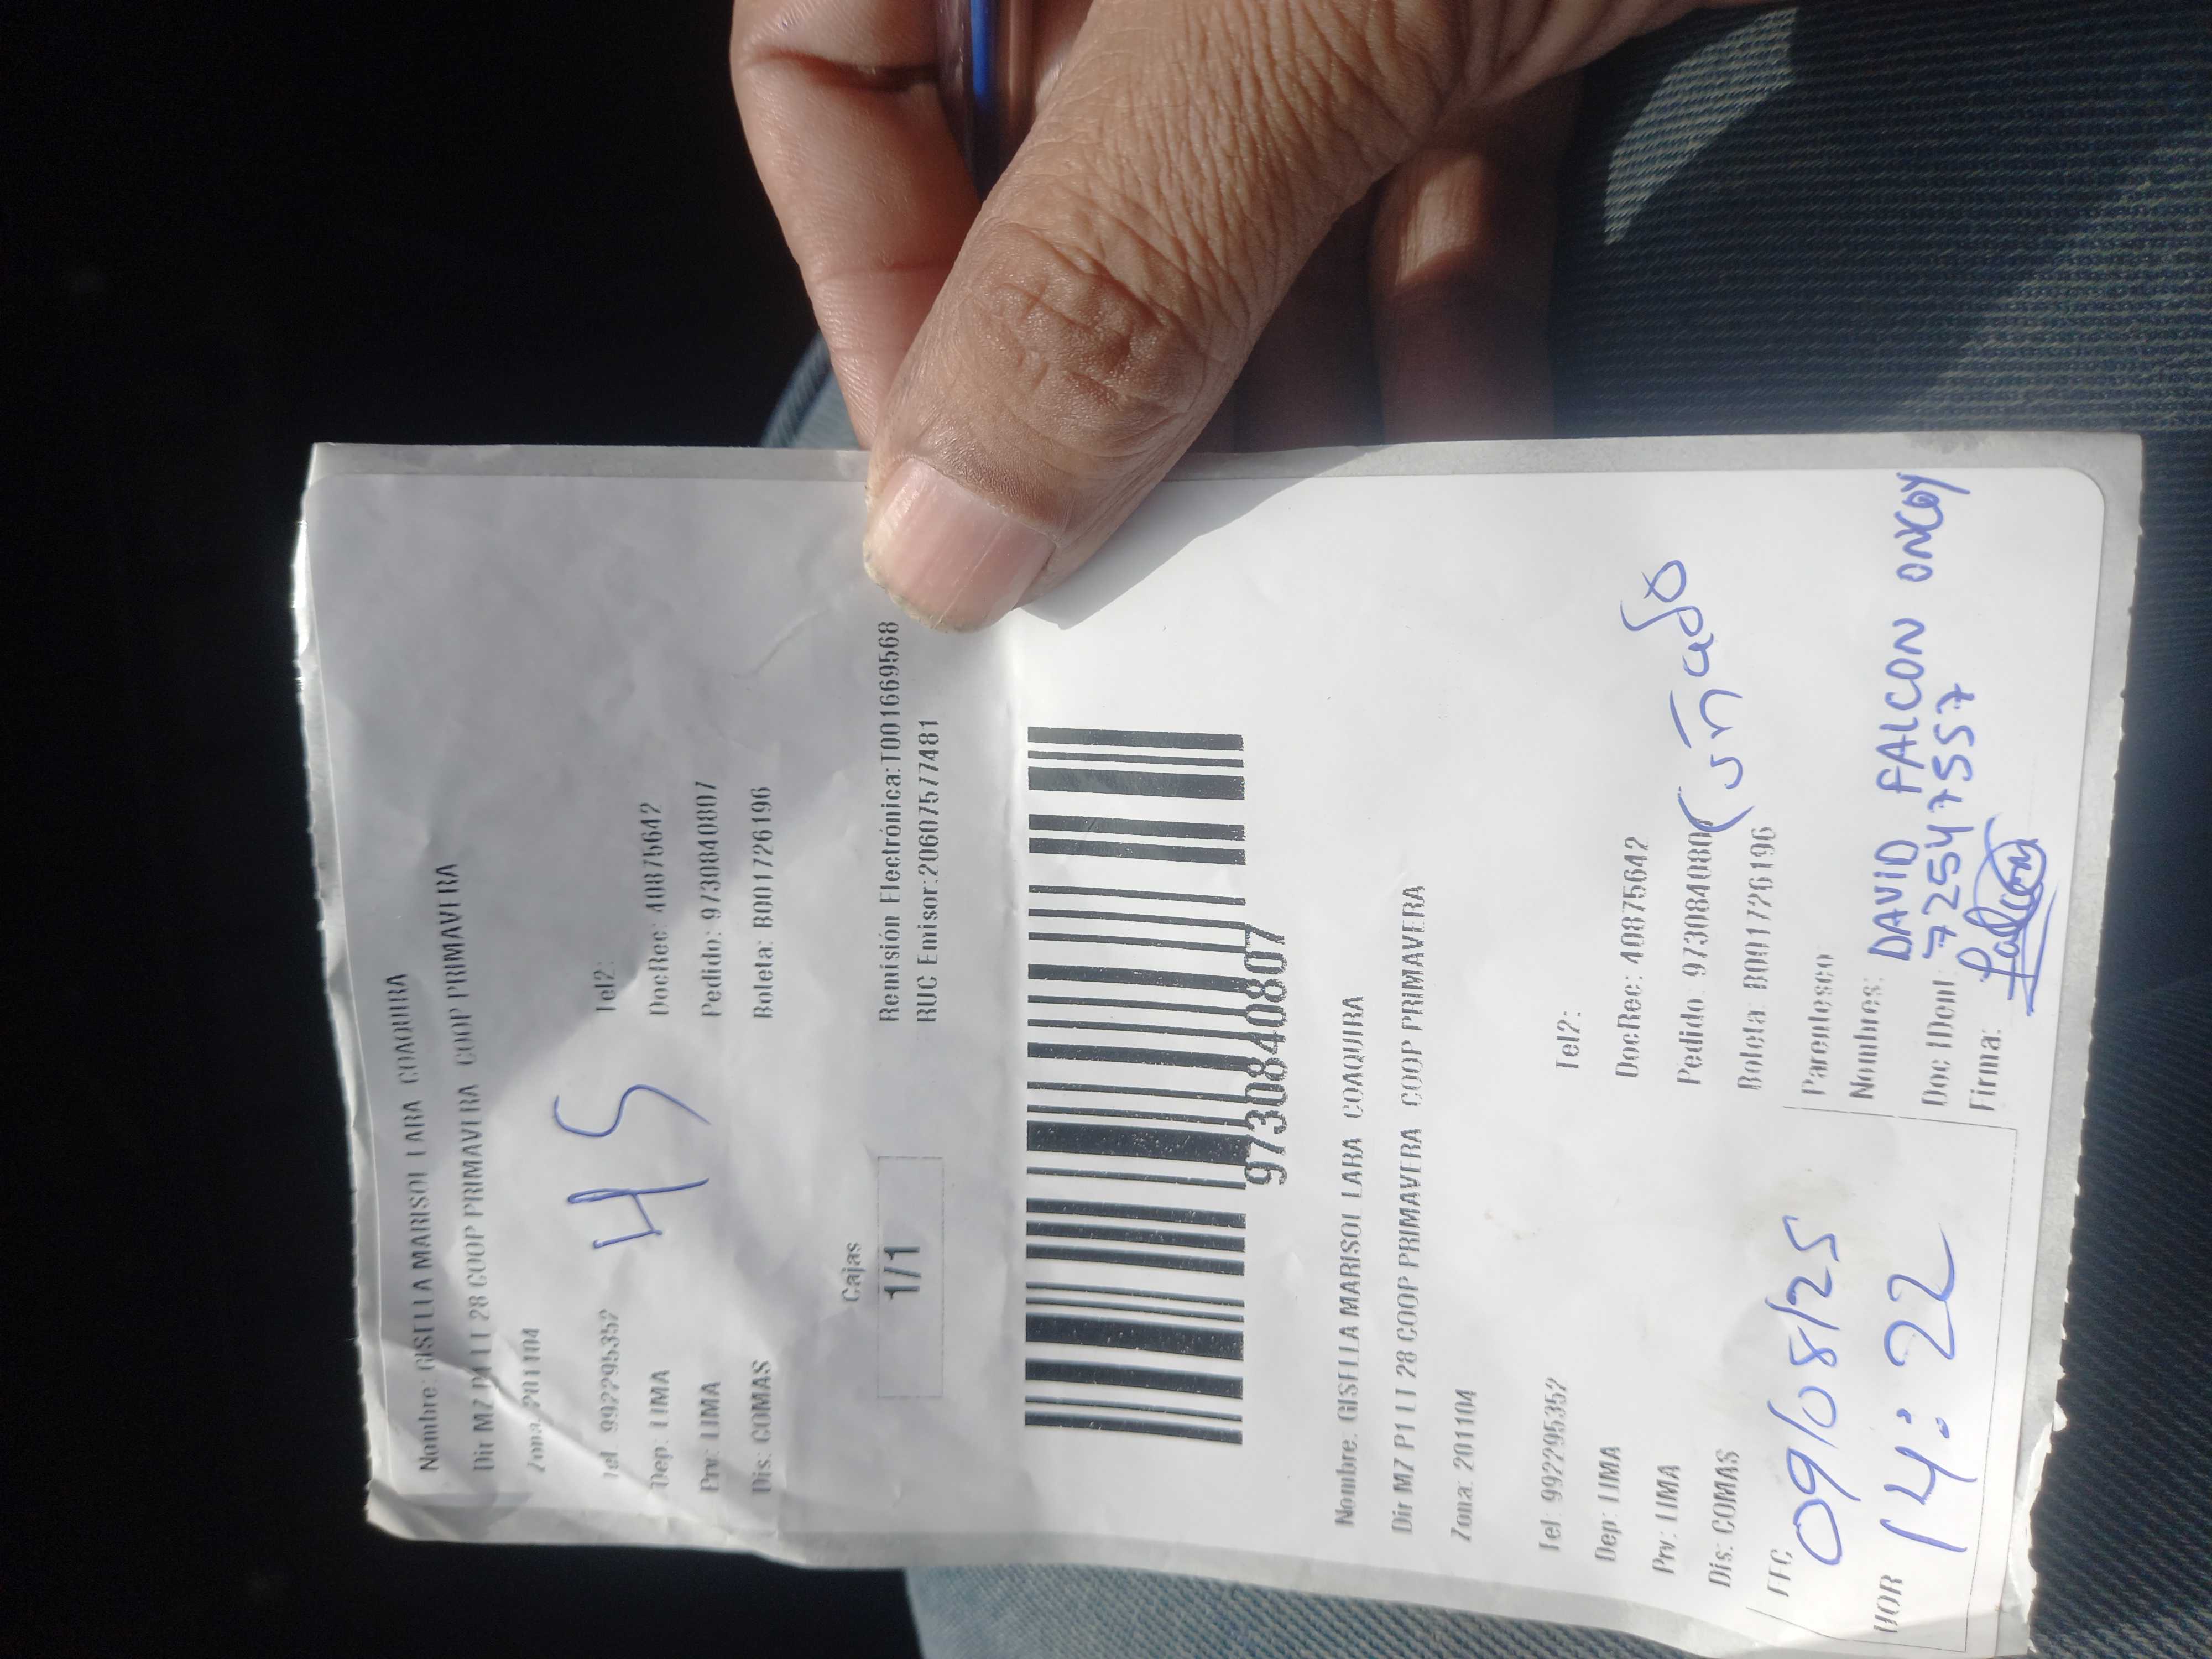 Nombre: GISELLA MARISOL LARA COAQUIRA
Dir MZ P1 LT 28 COOP PRIMAVERA COOP PRIMAVERA
Zona: 201104
Tel 992295352 Tel2:
45
Dep: LIMA DocRec: 40875642
Prv: LIMA Pedido: 9730840807
Dis: COMAS Boleta: B001726196
Cajas
1/1
Remisión Electrónica:T001669568
RUC Emisor:20607577481
9730840807
Nombre: GISELLA MARISOL LARA COAQUIRA
Dir MZ P1 LT 28 COOP PRIMAVERA COOP PRIMAVERA
Zona: 201104
Tel: 992295352 Tel2:
Dep: LIMA DocRec: 40875642
Prv: LIMA Pedido: 973084080
Dis: COMAS Boleta: B001726196
(uñado
FEC 09/08/25 Parentesco
HOR 14:22 Nombres: DAVID FALCON ONCOY
Doc IDent 72547557
Firma: Falcon